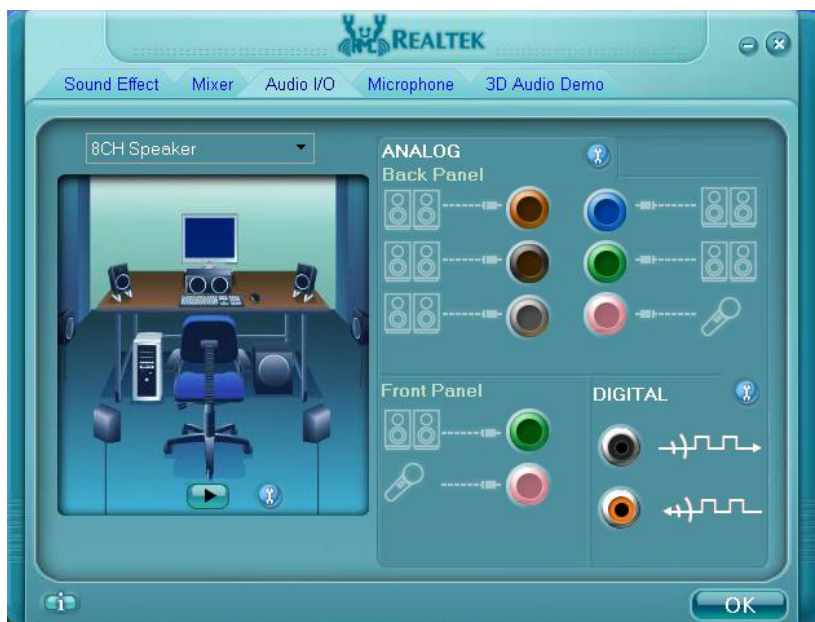 REALTEK
Sound Effect Mixer Audio I/O Microphone 3D Audio Demo
8CH Speaker
ANALOG
Back Panel
Front Panel
DIGITAL
OK